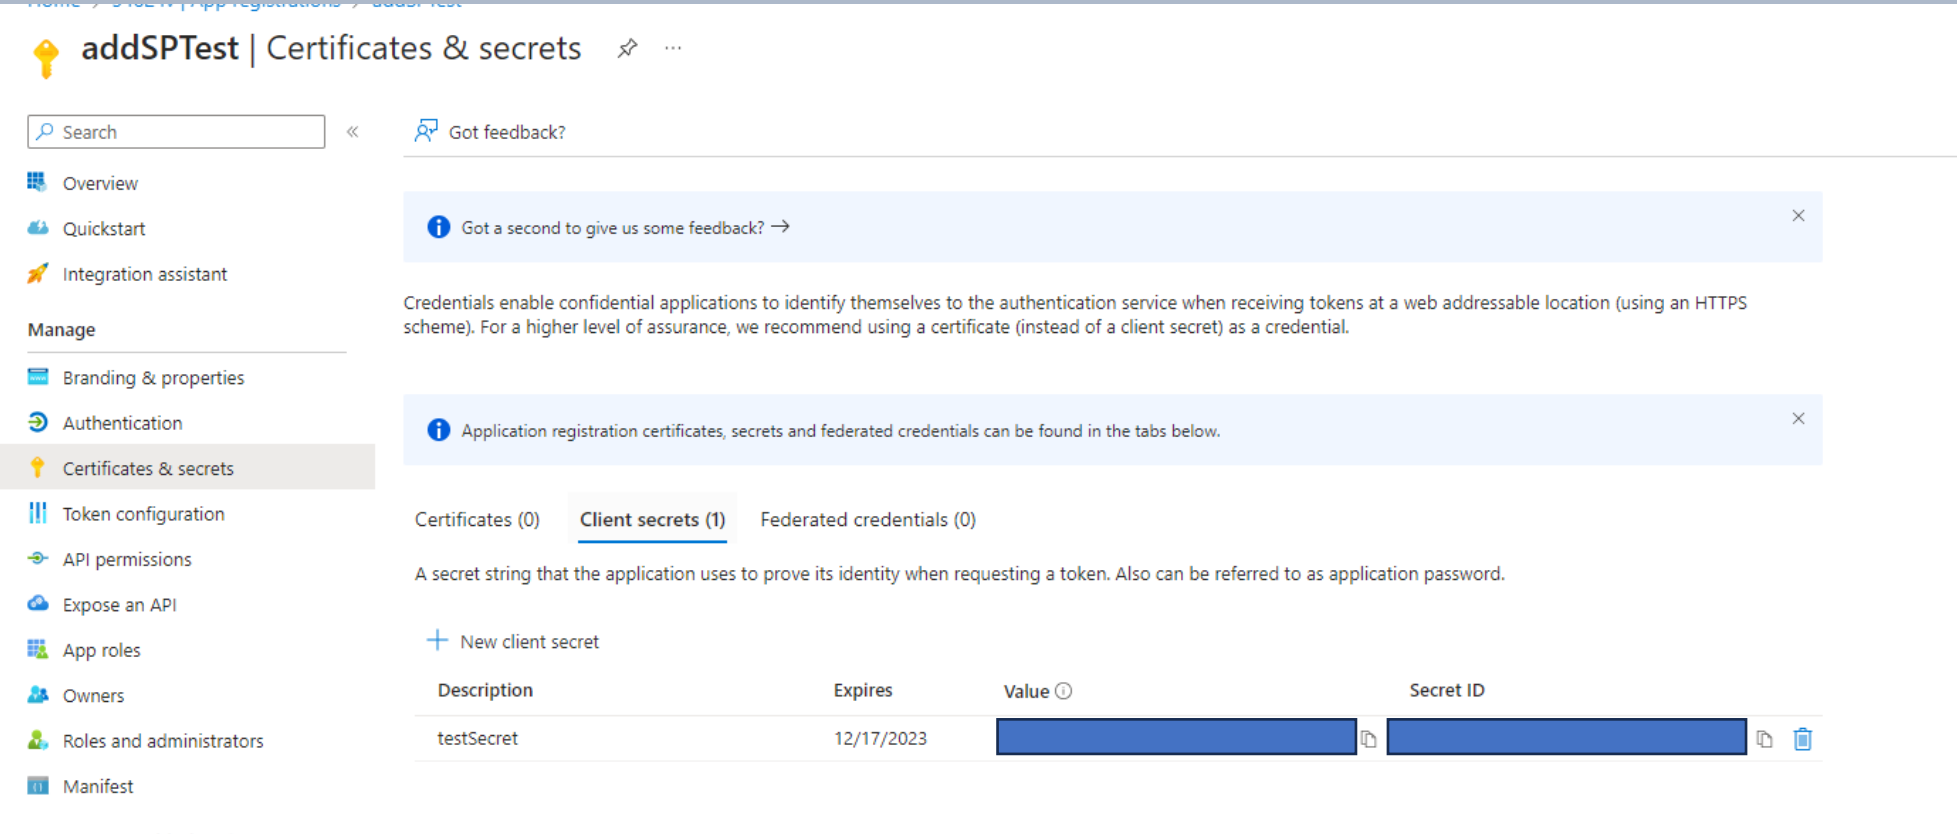 addSPTest | Certificates & secrets
Search
Got feedback?
Overview
Quickstart
Integration assistant
Got a second to give us some feedback?
Credentials enable confidential applications to identify themselves to the authentication service when receiving tokens at a web addressable location (using an HTTPS
scheme). For a higher level of assurance, we recommend using a certificate (instead of a client secret) as a credential.
Manage
Branding & properties
Authentication
Certificates & secrets
Token configuration
API permissions
Expose an API
App roles
Owners
Roles and administrators
Manifest
Application registration certificates, secrets and federated credentials can be found in the tabs below.
Certificates (0) Client secrets (1) Federated credentials (0)
A secret string that the application uses to prove its identity when requesting a token. Also can be referred to as application password.
New client secret
Description Expires Value Secret ID
testSecret 12/17/2023